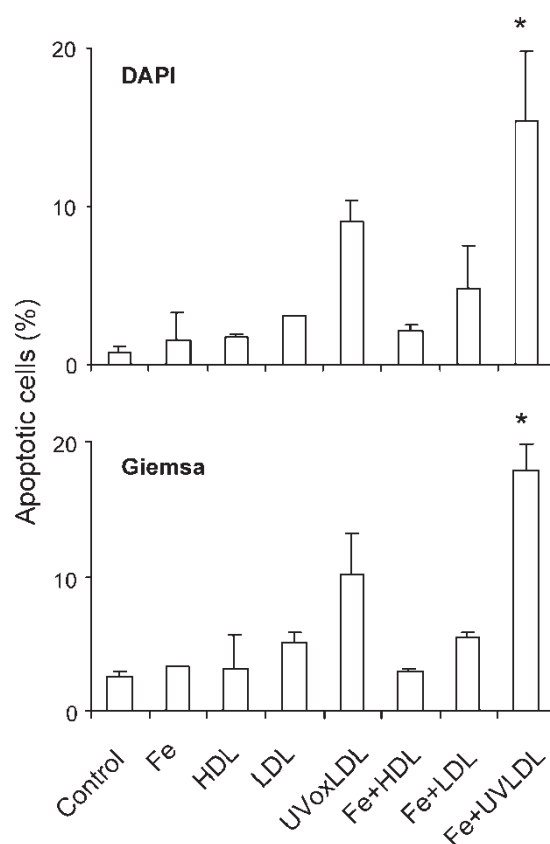 *
20
DAPI
10
0
*
20
Giemsa
10
0
Apoptotic cells (%)
Control
Fe
HDL
LDL
UVoxLDL
Fe+HDL
Fe+LDL
Fe+UVLDL